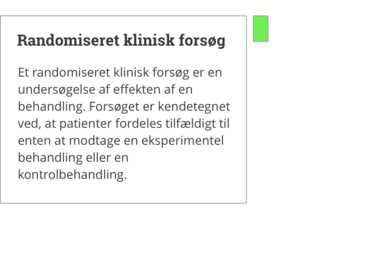 Randomiseret klinisk forsøg
Et randomiseret klinisk forsøg er en
undersøgelse af effekten af en
behandling. Forsøget er kendetegnet
ved, at patienter fordeles tilfældigt til
enten at modtage en eksperimentel
behandling eller en
kontrolbehandling.